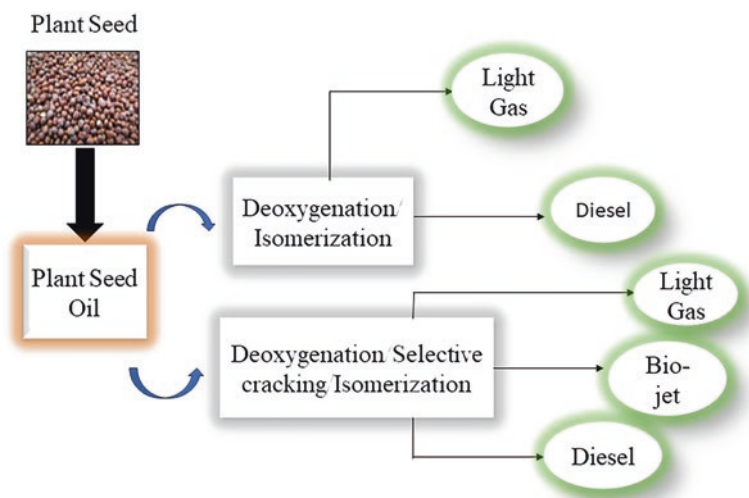 Plant Seed
Light
Gas
Deoxygenation/
Isomerization
Diesel
Plant Seed
Oil
Light
Gas
Deoxygenation/Selective
cracking/Isomerization
Bio-
jet
Diesel